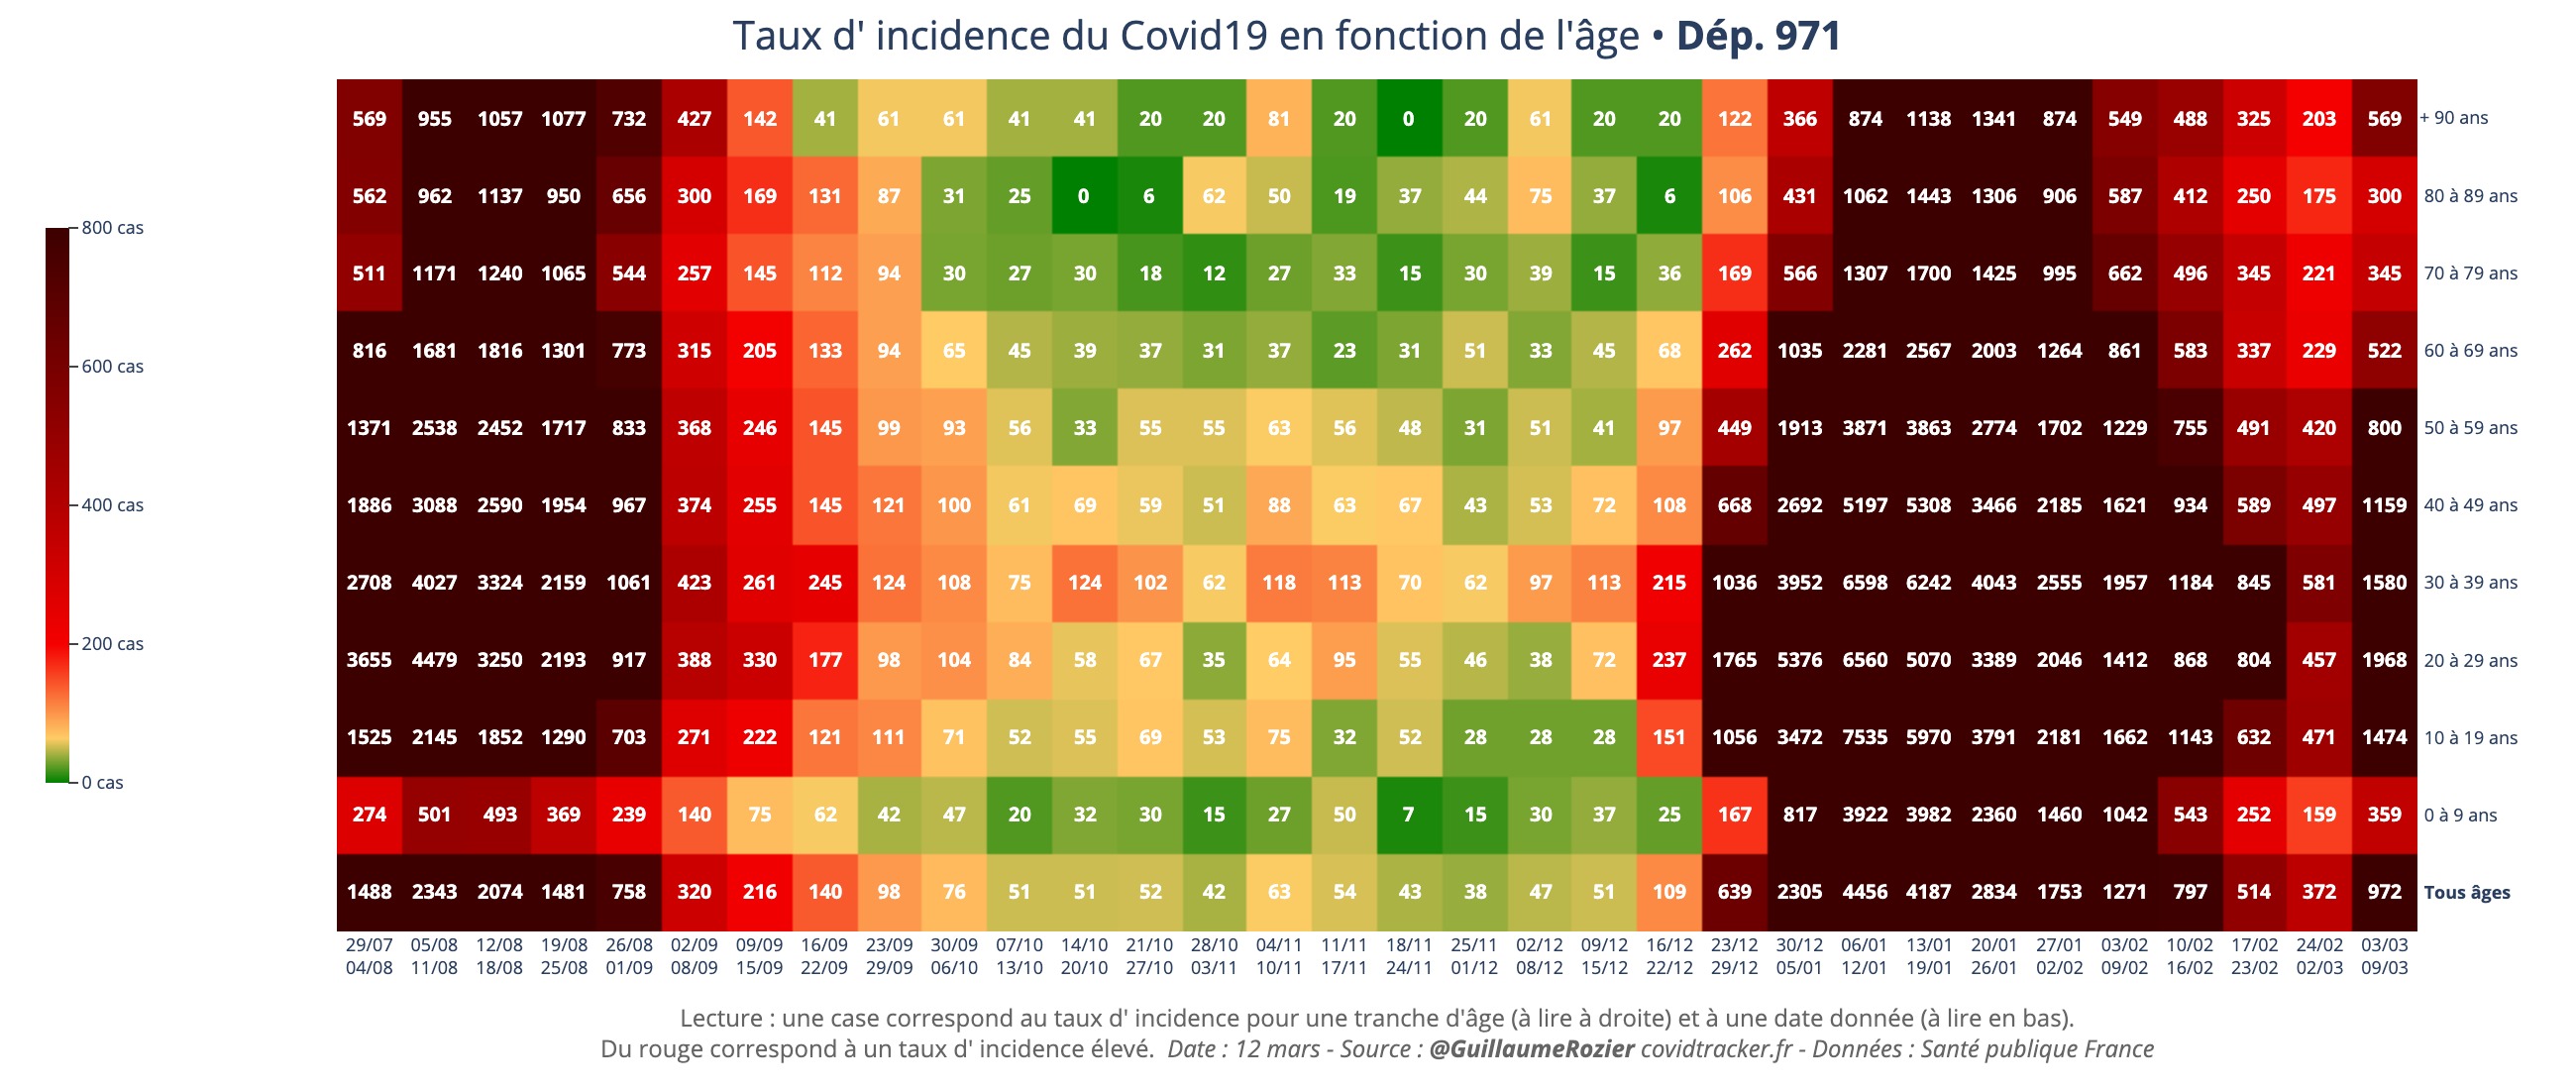 Taux d' incidence du Covid19 en fonction de l'âge • Dép. 971
569 955 1057 1077 732 427 142 41 61 61 41 41 20 20 81 20 0 20 61 20 20 122 366 874 1138 1341 874 549 488 325 203 569 + 90 ans
562 962 1137 950 656 300 169 131 87 31 25 0 6 62 50 19 37 44 75 37 6 106 431 1062 1443 1306 906 587 412 250 175 300 80 à 89 ans
800 cas
511 1171 1240 1065 544 257 145 112 94 30 27 30 18 12 27 33 15 30 39 15 36 169 566 1307 1700 1425 995 662 496 345 221 345 70 à 79 ans
816 1681 1816 1301 773 315 205 133 94 65 45 39 37 31 37 23 31 51 33 45 68 262 1035 2281 2567 2003 1264 861 583 337 229 522 60 à 69 ans
600 cas
1371 2538 2452 1717 833 368 246 145 99 93 56 33 55 55 63 56 48 31 51 41 97 449 1913 3871 3863 2774 1702 1229 755 491 420 800 50 à 59 ans
400 cas
1886 3088 2590 1954 967 374 255 145 121 100 61 69 59 51 88 63 67 43 53 72 108 668 2692 5197 5308 3466 2185 1621 934 589 497 1159 40 à 49 ans
2708 4027 3324 2159 1061 423 261 245 124 108 75 124 102 62 118 113 70 62 97 113 215 1036 3952 6598 6242 4043 2555 1957 1184 845 581 1580 30 à 39 ans
200 cas
3655 4479 3250 2193 917 388 330 177 98 104 84 58 67 35 64 95 55 46 38 72 237 1765 5376 6560 5070 3389 2046 1412 868 804 457 1968 20 à 29 ans
1525 2145 1852 1290 703 271 222 121 111 71 52 55 69 53 75 32 52 28 28 28 151 1056 3472 7535 5970 3791 2181 1662 1143 632 471 1474 10 à 19 ans
0 cas
274 501 493 369 239 140 75 62 42 47 20 32 30 15 27 50 7 15 30 37 25 167 817 3922 3982 2360 1460 1042 543 252 159 359 0 à 9 ans
1488 2343 2074 1481 758 320 216 140 98 76 51 51 52 42 63 54 43 38 47 51 109 639 2305 4456 4187 2834 1753 1271 797 514 372 972 Tous âges
29/07 05/08 12/08 19/08 26/08 02/09 09/09 16/09 23/09 30/09 07/10 14/10 21/10 28/10 04/11 11/11 18/11 25/11 02/12 09/12 16/12 23/12 30/12 06/01 13/01 20/01 27/01 03/02 10/02 17/02 24/02 03/03
04/08 11/08 18/08 25/08 01/09 08/09 15/09 22/09 29/09 06/10 13/10 20/10 27/10 03/11 10/11 17/11 24/11 01/12 08/12 15/12 22/12 29/12 05/01 12/01 19/01 26/01 02/02 09/02 16/02 23/02 02/03 09/03
Lecture : une case correspond au taux d' incidence pour une tranche d'âge (à lire à droite) et à une date donnée (à lire en bas).
Du rouge correspond à un taux d' incidence élevé. Date : 12 mars - Source : @GuillaumeRozier covidtracker.fr - Données : Santé publique France